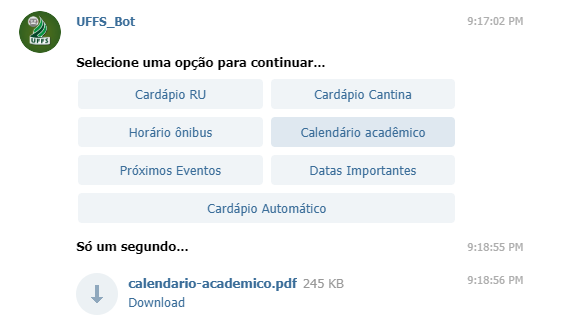 UFFS
UFFS_Bot 9:17:02 PM
Selecione uma opção para continuar...
Cardápio RU Cardápio Cantina
Horário ônibus Calendário acadêmico
Próximos Eventos Datas Importantes
Cardápio Automático
Só um segundo... 9:18:55 PM
calendario-academico.pdf 245 KB 9:18:56 PM
Download